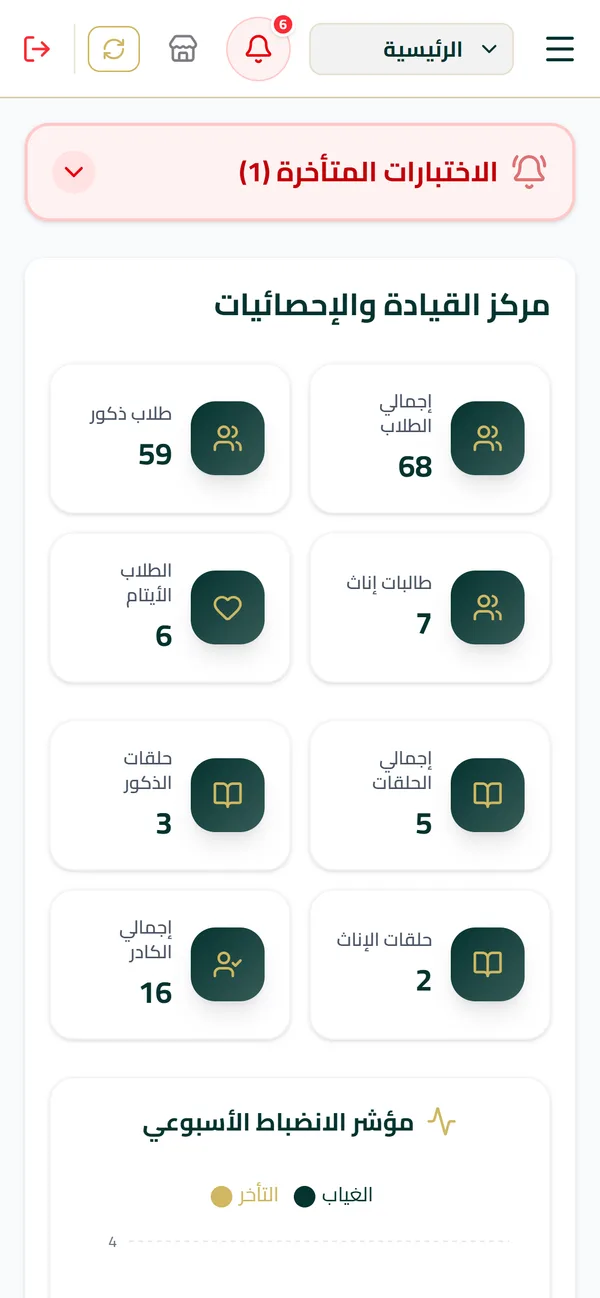 الرئيسية
6
الاختبارات المتأخرة (1)
مركز القيادة والإحصائيات
إجمالي
الطلاب
68
طلاب ذكور
59
طالبات إناث
7
الطلاب
الأيتام
6
إجمالي
الحلقات
5
حلقات
الذكور
3
حلقات الإناث
2
إجمالي
الكادر
16
مؤشر الانضباط الأسبوعي
الغياب
التأخر
4